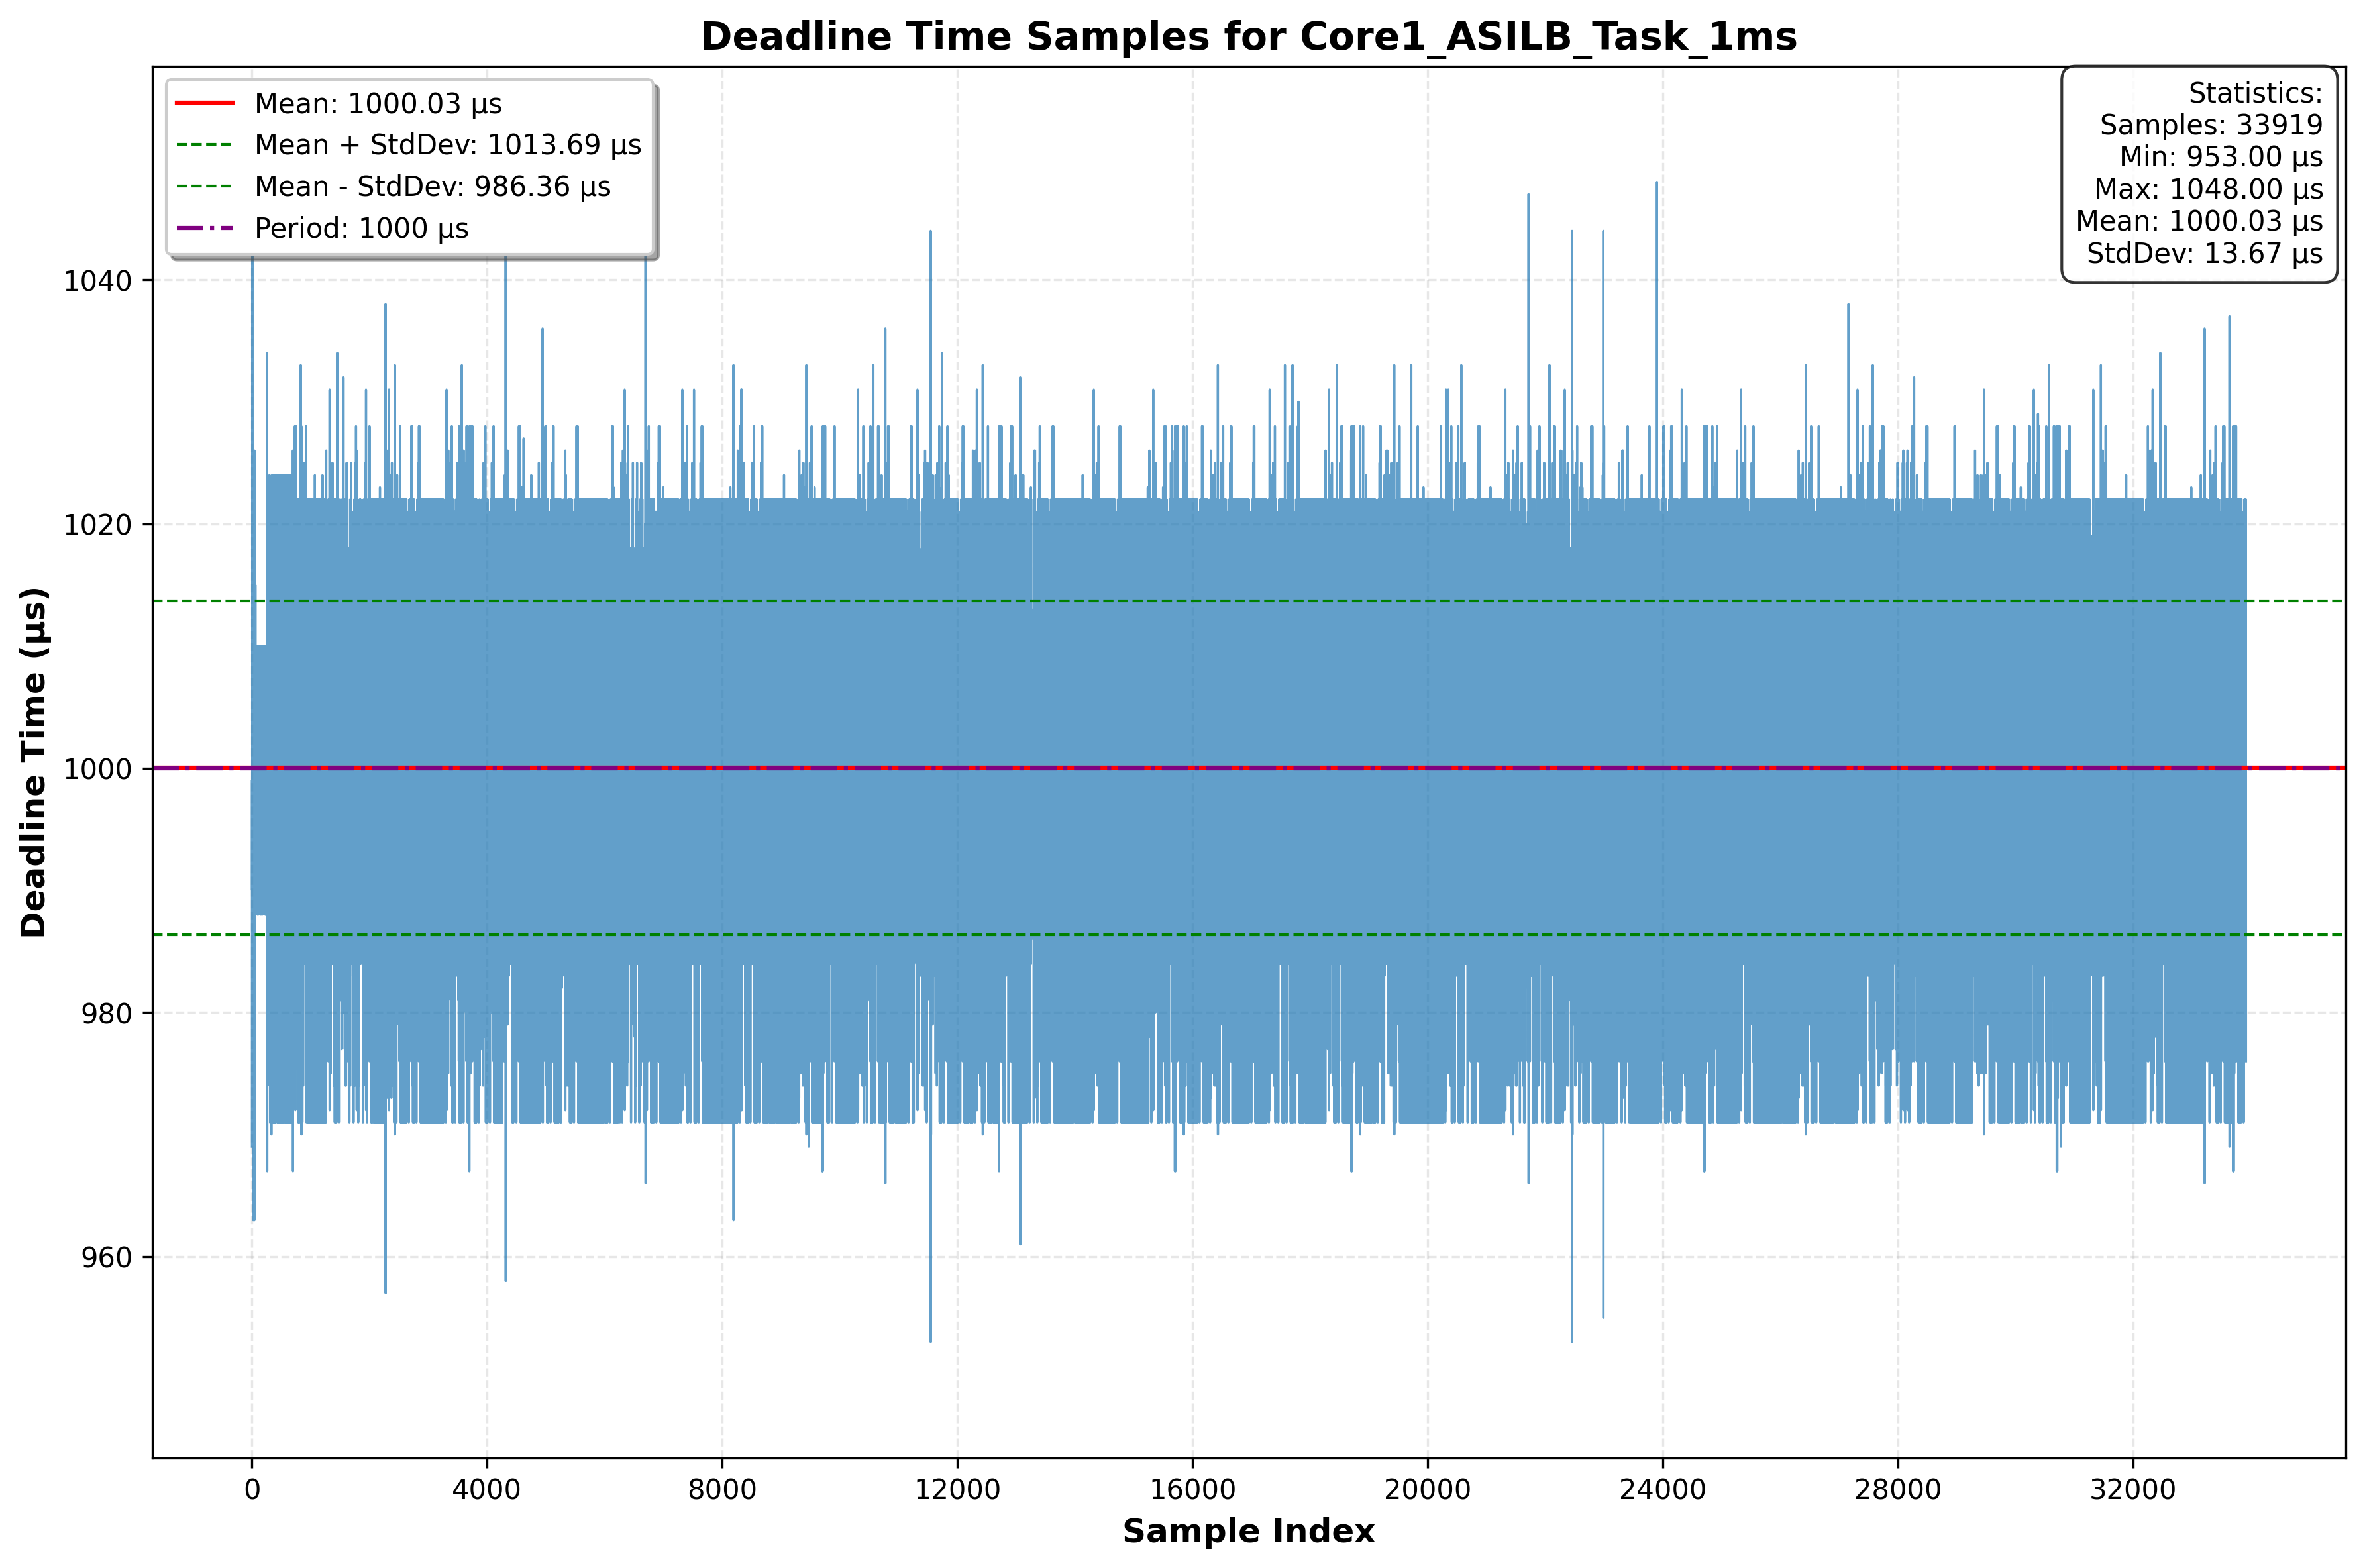 Deadline Time Samples for Core1_ASILB_Task_1ms
Mean: 1000.03 µs
Mean + StdDev: 1013.69 µs
Mean - StdDev: 986.36 µs
Period: 1000 µs
Statistics:
Samples: 33919
Min: 953.00 µs
Max: 1048.00 µs
Mean: 1000.03 µs
StdDev: 13.67 µs
Deadline Time (µs)
1040
1020
1000
980
960
0 4000 8000 12000 16000 20000 24000 28000 32000
Sample Index